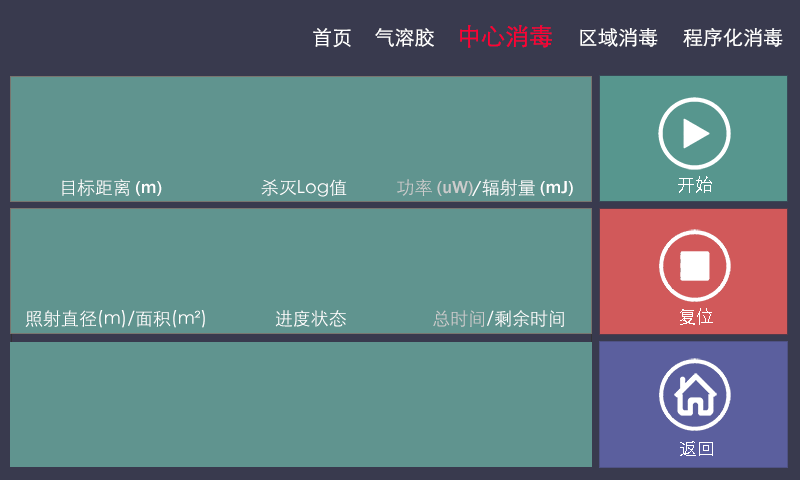 首页 气溶胶 中心消毒 区域消毒 程序化消毒
目标距离 (m) 杀灭Log值 功率 (uW)/辐射量 (mJ) 开始
照射直径(m)/面积(m²) 进度状态 总时间/剩余时间 复位
返回